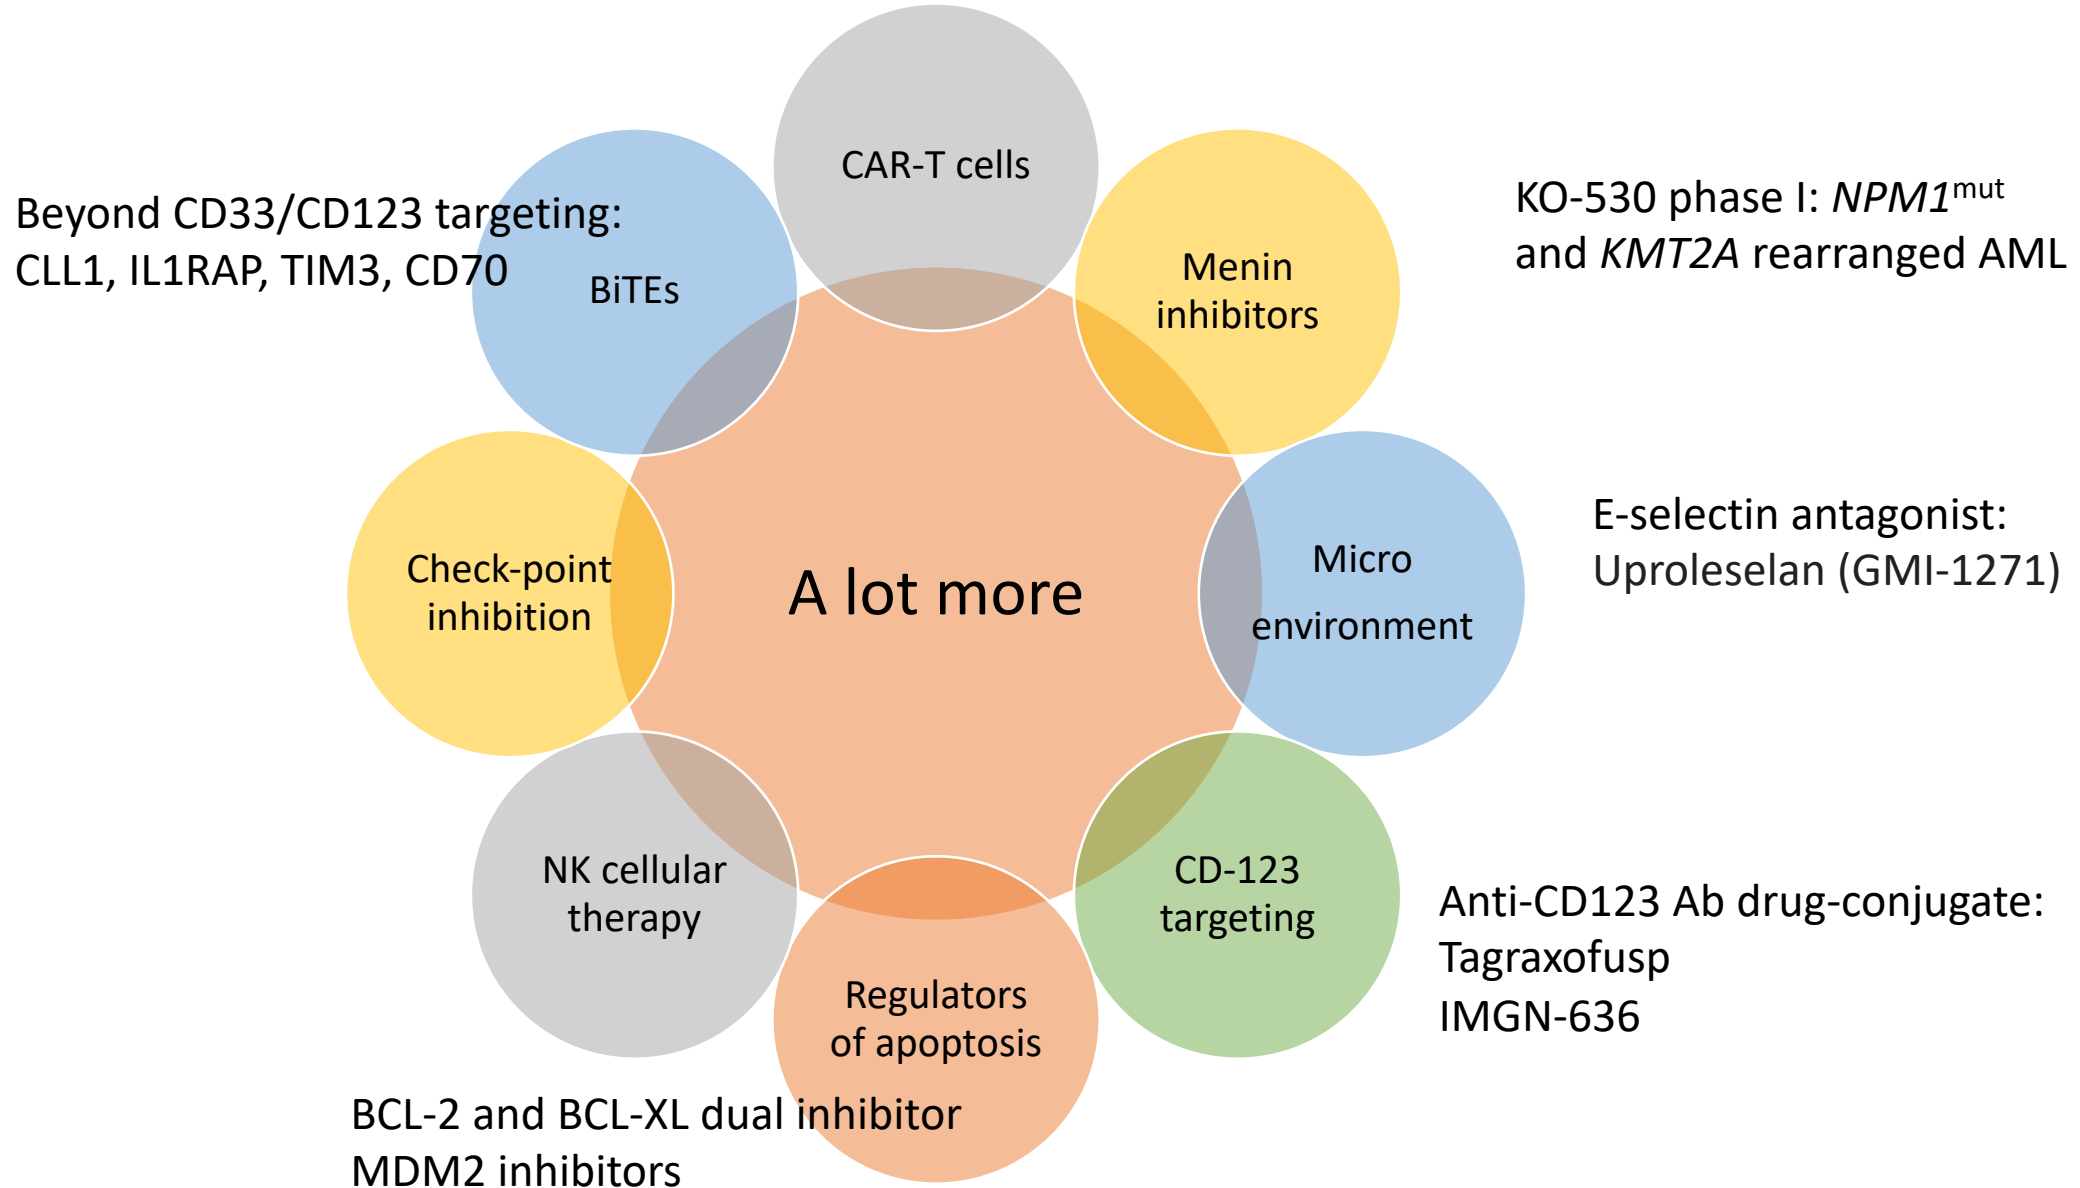 CAR-T cells
Beyond CD33/CD123 targeting:
CLL1, IL1RAP, TIM3, CD70
BiTEs
Menin
inhibitors
KO-530 phase I: NPM1mut
and KMT2A rearranged AML
Check-point
inhibition
A lot more
Micro
environment
E-selectin antagonist:
Uproleselan (GMI-1271)
NK cellular
therapy
CD-123
targeting
Anti-CD123 Ab drug-conjugate:
Tagraxofusp
IMGN-636
Regulators
of apoptosis
BCL-2 and BCL-XL dual inhibitor
MDM2 inhibitors